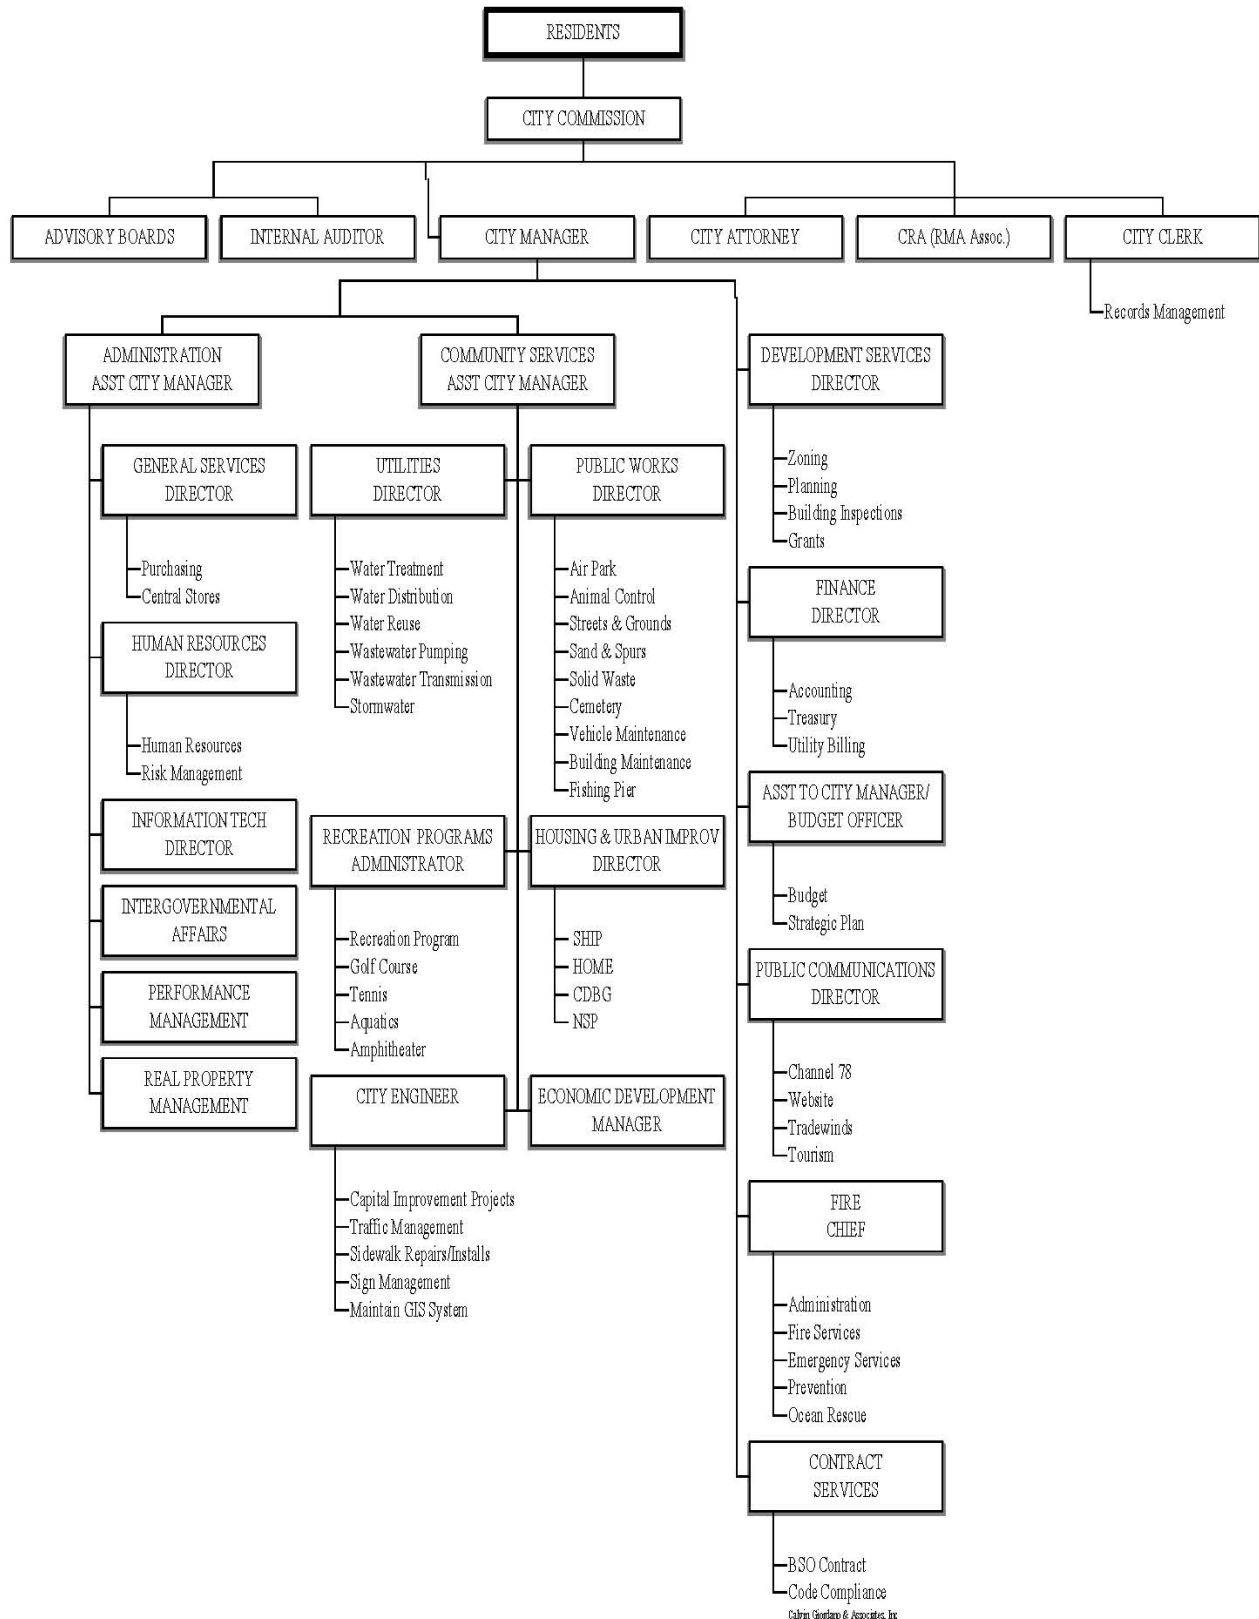 RESIDENTS
CITY COMMISSION
ADVISORY BOARDS
INTERNAL AUDITOR
CITY MANAGER
CITY ATTORNEY
CRA (RMA Assoc.)
CITY CLERK
Records Management
ADMINISTRATION
ASST CITY MANAGER
GENERAL SERVICES
DIRECTOR
Purchasing
Central Stores
HUMAN RESOURCES
DIRECTOR
Human Resources
Risk Management
INFORMATION TECH
DIRECTOR
INTERGOVERNMENTAL
AFFAIRS
PERFORMANCE
MANAGEMENT
REAL PROPERTY
MANAGEMENT
COMMUNITY SERVICES
ASST CITY MANAGER
UTILITIES
DIRECTOR
Water Treatment
Water Distribution
Water Reuse
Wastewater Pumping
Wastewater Transmission
Stormwater
PUBLIC WORKS
DIRECTOR
Air Park
Animal Control
Streets & Grounds
Sand & Spurs
Solid Waste
Cemetery
Vehicle Maintenance
Building Maintenance
Fishing Pier
RECREATION PROGRAMS
ADMINISTRATOR
Recreation Program
Golf Course
Tennis
Aquatics
Amphitheater
HOUSING & URBAN IMPROV
DIRECTOR
SHIP
HOME
CDBG
NSP
CITY ENGINEER
Capital Improvement Projects
Traffic Management
Sidewalk Repairs/Installs
Sign Management
Maintain GIS System
ECONOMIC DEVELOPMENT
MANAGER
DEVELOPMENT SERVICES
DIRECTOR
Zoning
Planning
Building Inspections
Grants
FINANCE
DIRECTOR
Accounting
Treasury
Utility Billing
ASST TO CITY MANAGER/
BUDGET OFFICER
Budget
Strategic Plan
PUBLIC COMMUNICATIONS
DIRECTOR
Channel 78
Website
Tradewinds
Tourism
FIRE
CHIEF
Administration
Fire Services
Emergency Services
Prevention
Ocean Rescue
CONTRACT
SERVICES
BSO Contract
Code Compliance
Calvin Giordano & Associates, Inc